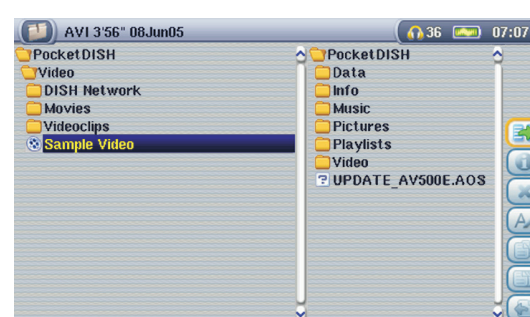 AVI 3'56" 08Jun05
36
07:07
PocketDISH
Video
DISH Network
Movies
Videoclips
Sample Video
PocketDISH
Data
Info
Music
Pictures
Playlists
Video
UPDATE_AV500E.AOS